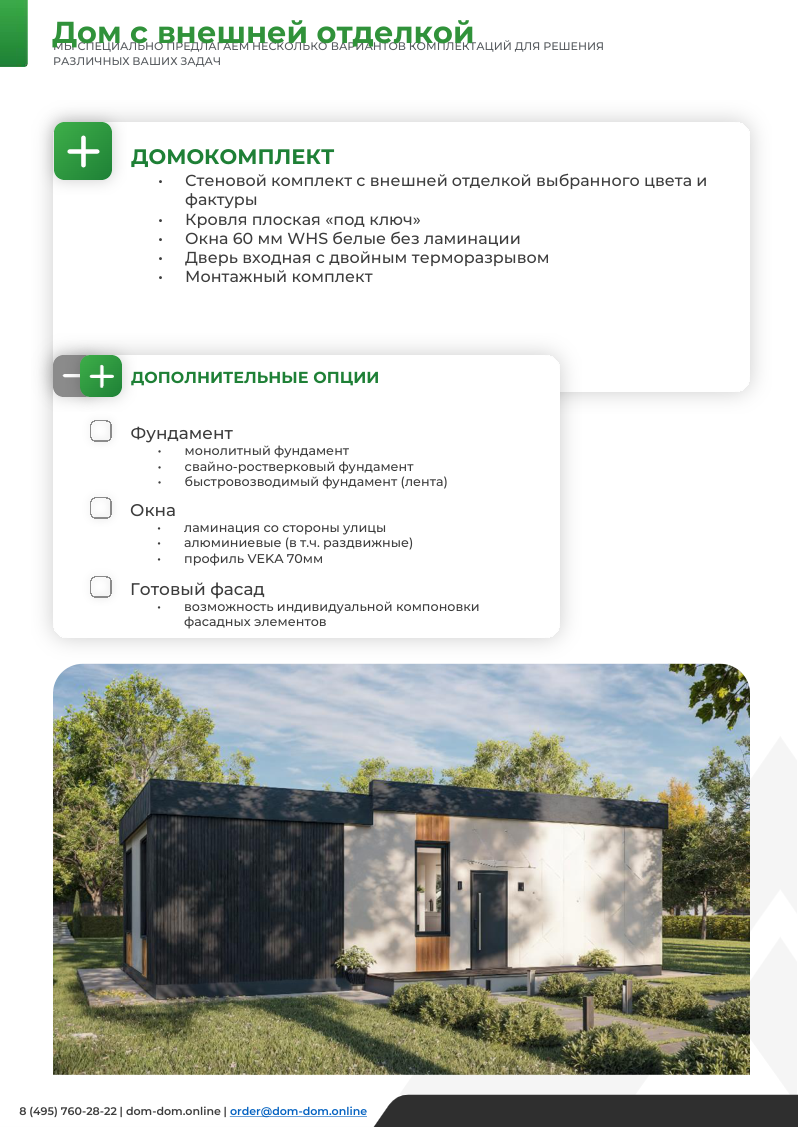 Дом с внешней отделкой
МЫ СПЕЦИАЛЬНО ПРЕДЛАГАЕМ НЕСКОЛЬКО ВАРИАНТОВ КОМПЛЕКТАЦИЙ ДЛЯ РЕШЕНИЯ
РАЗЛИЧНЫХ ВАШИХ ЗАДАЧ
ДОМОКОМПЛЕКТ
• Стеновой комплект с внешней отделкой выбранного цвета и
фактуры
• Кровля плоская «под ключ»
• Окна 60 мм WHS белые без ламинации
• Дверь входная с двойным терморазрывом
• Монтажный комплект
ДОПОЛНИТЕЛЬНЫЕ ОПЦИИ
Фундамент
• монолитный фундамент
• свайно-ростверковый фундамент
• быстровозводимый фундамент (лента)
Окна
• ламинация со стороны улицы
• алюминиевые (в т.ч. раздвижные)
• профиль VEKA 70мм
Готовый фасад
• возможность индивидуальной компоновки
фасадных элементов
8 (495) 760-28-22 | dom-dom.online | order@dom-dom.online